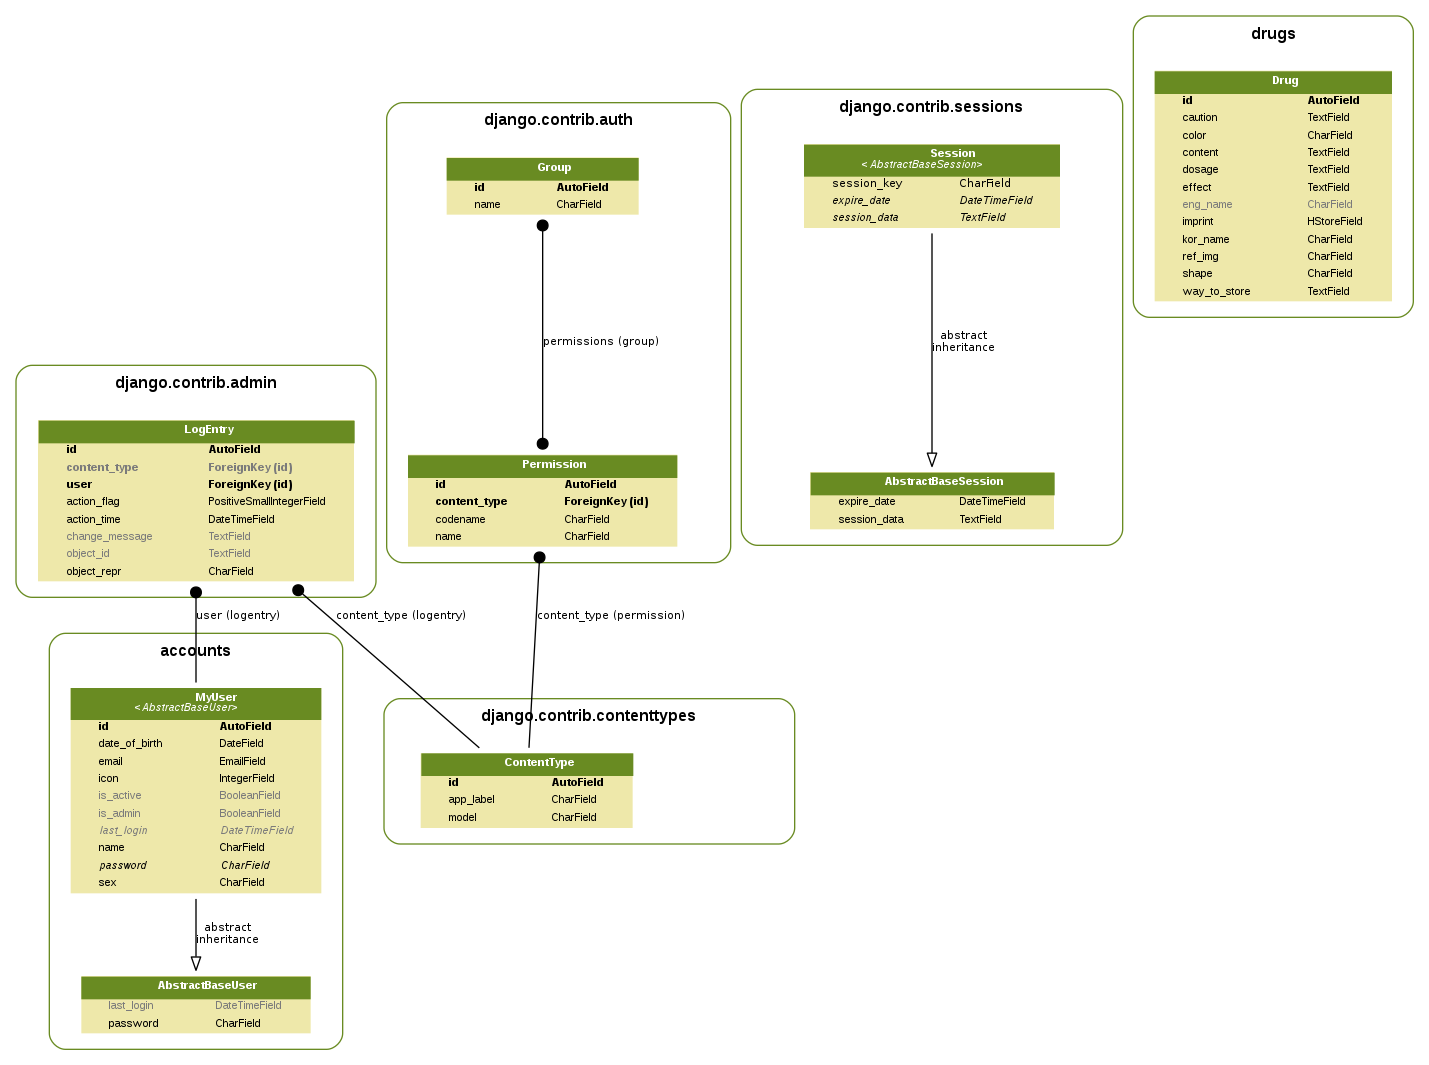 drugs
Drug
id AutoField
caution TextField
color CharField
content TextField
dosage TextField
effect TextField
eng_name CharField
imprint HStoreField
kor_name CharField
ref_img CharField
shape CharField
way_to_store TextField
django.contrib.sessions
Session
< AbstractBaseSession>
session_key CharField
expire_date DateTimeField
session_data TextField
abstract
inheritance
AbstractBaseSession
expire_date DateTimeField
session_data TextField
django.contrib.auth
Group
id AutoField
name CharField
permissions (group)
Permission
id AutoField
content_type ForeignKey (id)
codename CharField
name CharField
django.contrib.admin
LogEntry
id AutoField
content_type ForeignKey (id)
user ForeignKey (id)
action_flag PositiveSmallIntegerField
action_time DateTimeField
change_message TextField
object_id TextField
object_repr CharField
user (logentry)
content_type (logentry)
content_type (permission)
accounts
MyUser
< AbstractBaseUser>
id AutoField
date_of_birth DateField
email EmailField
icon IntegerField
is_active BooleanField
is_admin BooleanField
last_login DateTimeField
name CharField
password CharField
sex CharField
abstract
inheritance
AbstractBaseUser
last_login DateTimeField
password CharField
django.contrib.contenttypes
ContentType
id AutoField
app_label CharField
model CharField